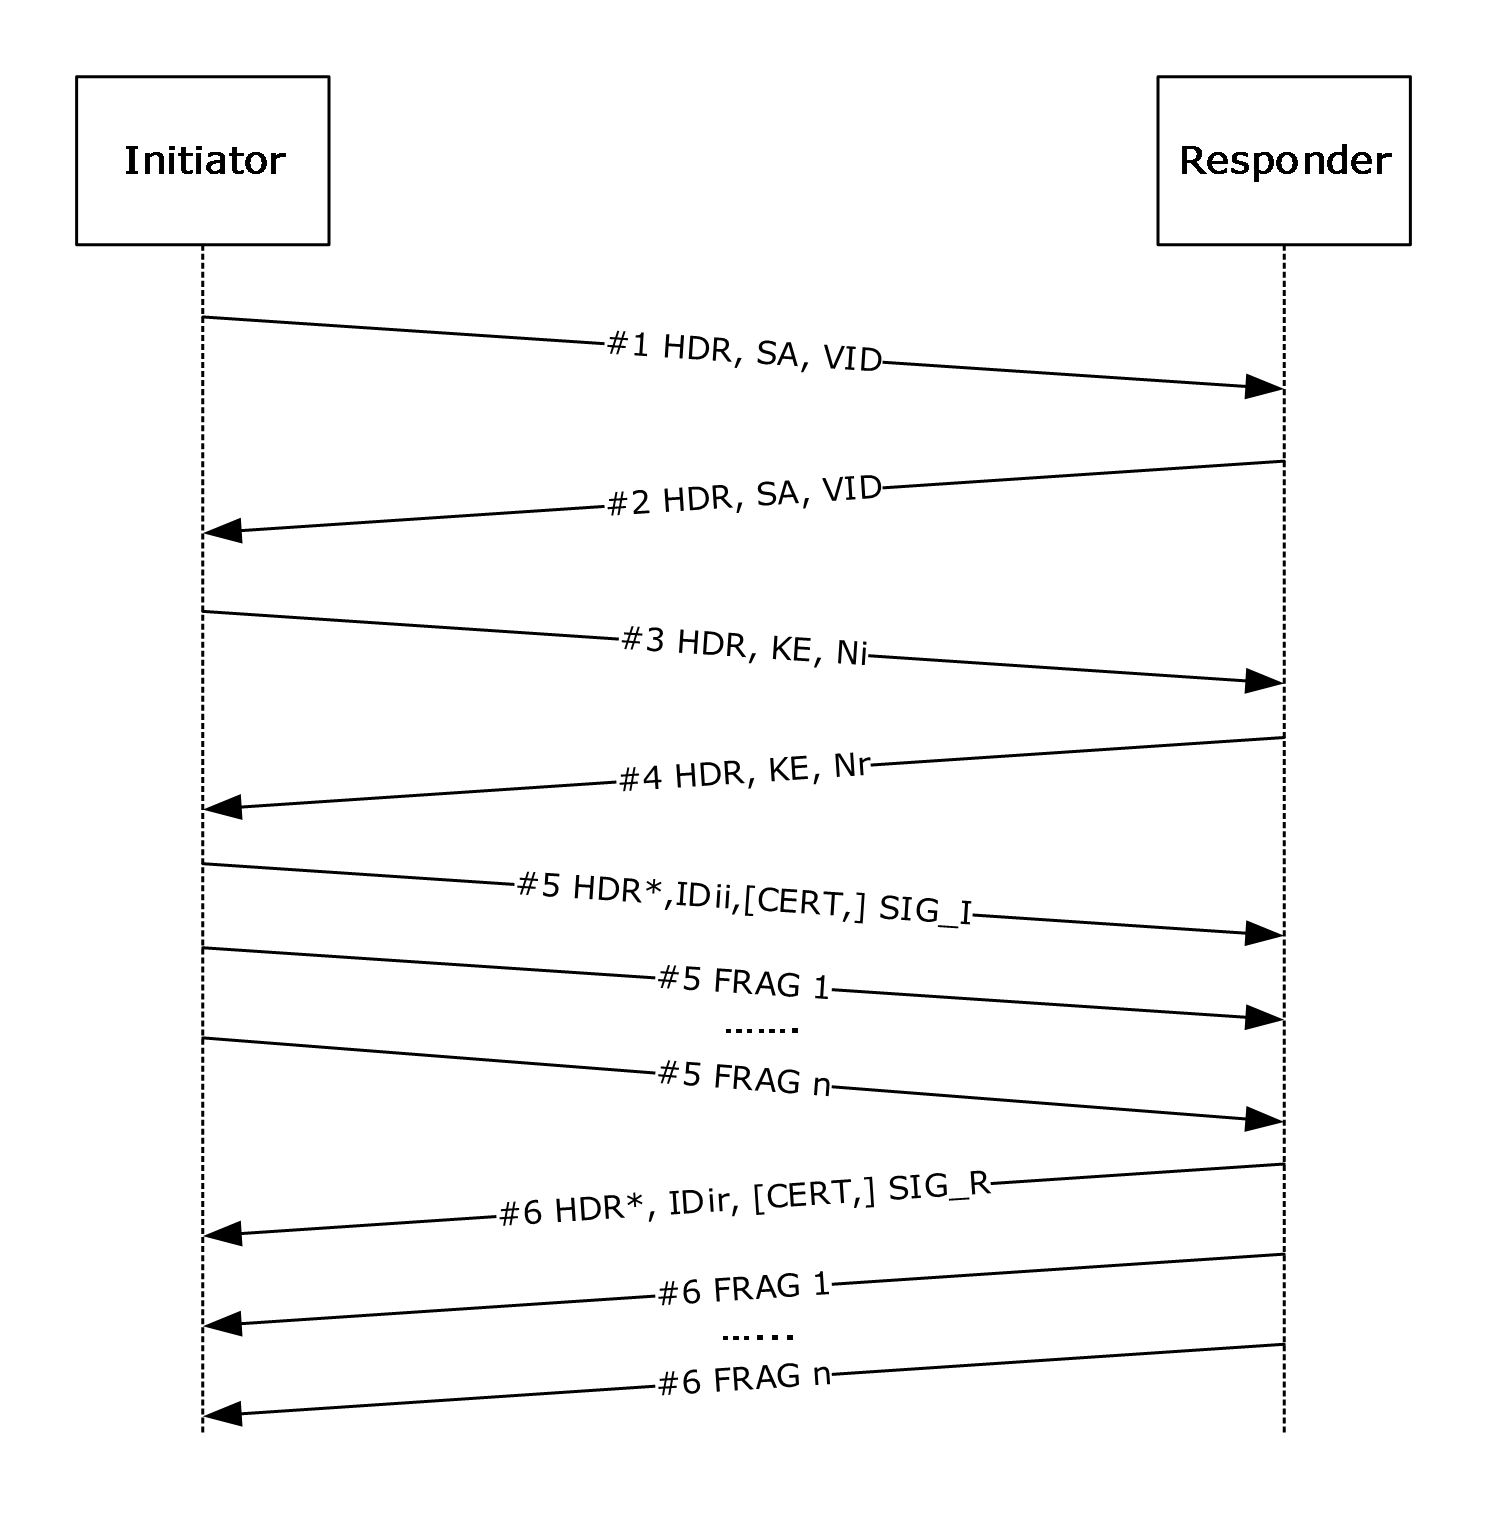 Initiator
Responder
#1 HDR, SA, VID
#2 HDR, SA, VID
#3 HDR, KE, Ni
#4 HDR, KE, Nr
#5 HDR*,IDii,[CERT,] SIG_I
#5 FRAG 1
.......
#5 FRAG n
#6 HDR*, IDir, [CERT,] SIG_R
#6 FRAG 1
.......
#6 FRAG n